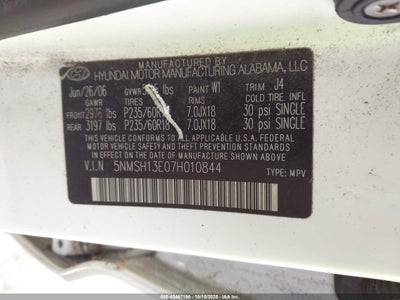 HYUNDAI MOTOR MANUFACTURING ALABAMA, LLC
Jun/26/06 GVWR lbs PAINT W1 TRIM J4
GAWR TIRES RIMS COLD TIRE
FRONT 2976 lbs P235/60R18 7.0JX18 30 psi SINGLE
REAR 3197 lbs P235/60R18 7.0JX18 30 psi SINGLE
THIS VEHICLE CONFORMS TO ALL APPLICABLE U.S.A. FEDERAL
MOTOR VEHICLE SAFETY AND THEFT PREVENTION STANDARDS
IN EFFECT ON THE DATE OF MANUFACTURE SHOWN ABOVE.
V.I.N 5NMSH13E07H010844
TYPE: MPV